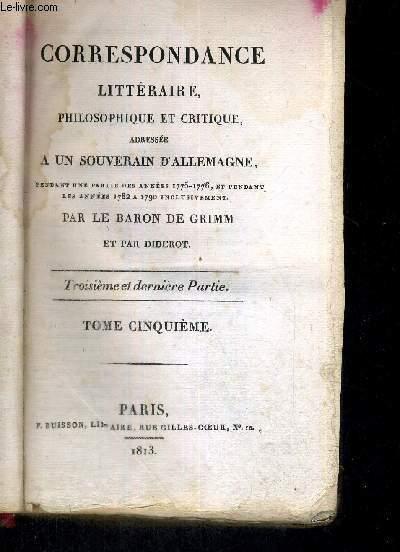 www.le-livre.com
CORRESPONDANCE
LITTÉRAIRE,
PHILOSOPHIQUE ET CRITIQUE,
ADRESSÉE
A UN SOUVERAIN D'ALLEMAGNE,
PENDANT UNE PARTIE DES ANNÉES 1775-1776, ET PENDANT
LES ANNÉES 1782 A 1790 INCLUSIVEMENT.
PAR LE BARON DE GRIMM
ET PAR DIDEROT.
Troisième et dernière Partie.
TOME CINQUIÈME.
PARIS,
F. BUISSON, LIBRAIRE, RUE GILLES-CŒUR, Nº. 10.
1813.